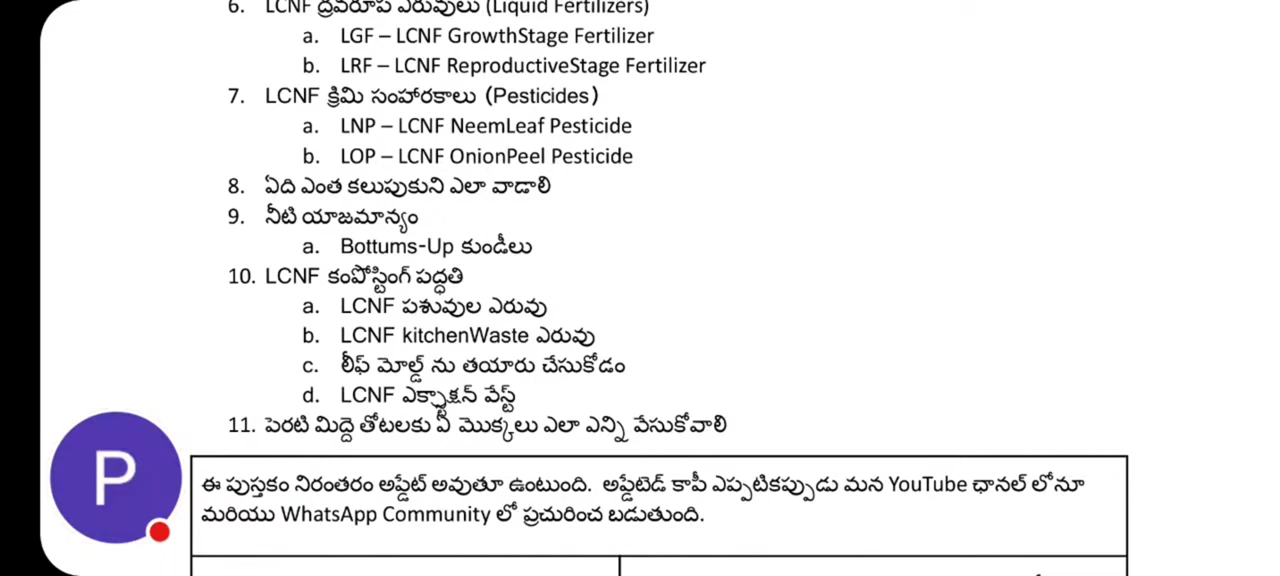 6. LCNF ద్రవరూప ఎరువులు (Liquid Fertilizers)
a. LGF – LCNF GrowthStage Fertilizer
b. LRF – LCNF ReproductiveStage Fertilizer
7. LCNF క్రిమి సంహారకాలు (Pesticides)
a. LNP – LCNF NeemLeaf Pesticide
b. LOP – LCNF OnionPeel Pesticide
8. ఏది ఎంత కలుపుకుని ఎలా వాడాలి
9. నీటి యాజమాన్యం
a. Bottums-Up కుండీలు
10. LCNF కంపోస్టింగ్ పద్ధతి
a. LCNF పశువుల ఎరువు
b. LCNF kitchenWaste ఎరువు
c. లీఫ్ మోల్డ్ ను తయారు చేసుకోడం
d. LCNF ఎక్స్ట్రాక్షన్ వేస్ట్
11. పెరటి మిద్దె తోటలకు ఏ మొక్కలు ఎలా ఎన్ని వేసుకోవాలి
P
ఈ పుస్తకం నిరంతరం అప్డేట్ అవుతూ ఉంటుంది. అప్డేటెడ్ కాపీ ఎప్పటికప్పుడు మన YouTube ఛానల్ లోనూ
మరియు WhatsApp Community లో ప్రచురించ బడుతుంది.